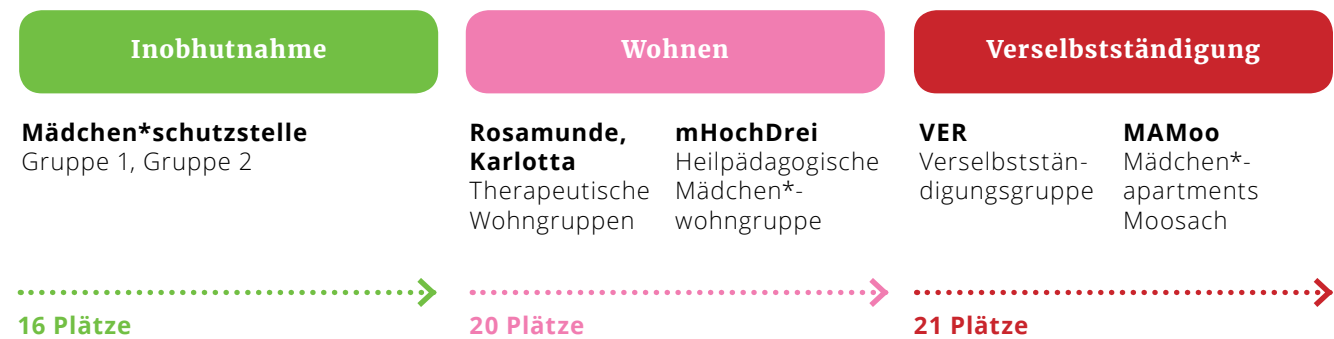 Inobhutnahme
Mädchen*schutzstelle
Gruppe 1, Gruppe 2
16 Plätze
Wohnen
Rosamunde,
Karlotta
Therapeutische
Wohngruppen
mHochDrei
Heilpädagogische
Mädchen*-
wohngruppe
20 Plätze
Verselbstständigung
VER
Verselbststän-
digungsgruppe
MAMoo
Mädchen*-
apartments
Moosach
21 Plätze